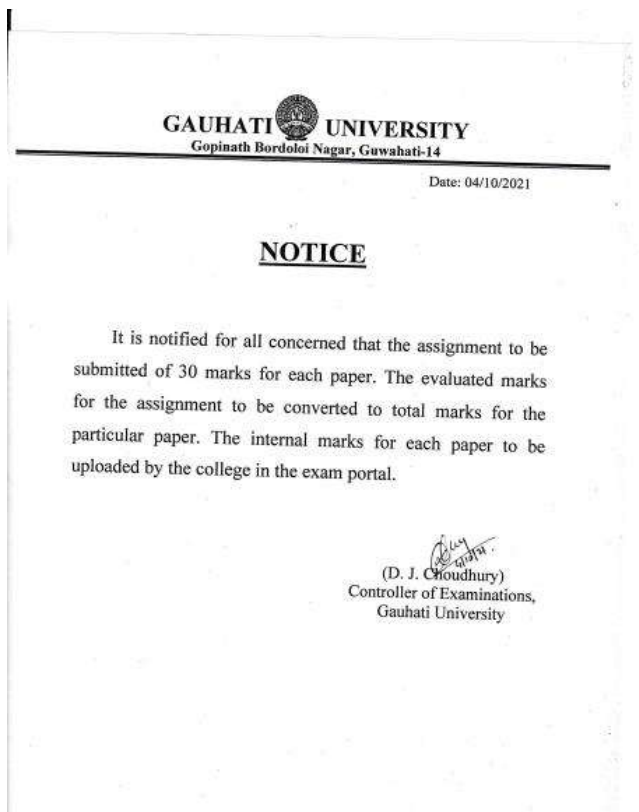 GAUHATI UNIVERSITY
Gopinath Bordoloi Nagar, Guwahati-14
Date: 04/10/2021
NOTICE
It is notified for all concerned that the assignment to be
submitted of 30 marks for each paper. The evaluated marks
for the assignment to be converted to total marks for the
particular paper. The internal marks for each paper to be
uploaded by the college in the exam portal.
(D. J. Choudhury)
Controller of Examinations,
Gauhati University